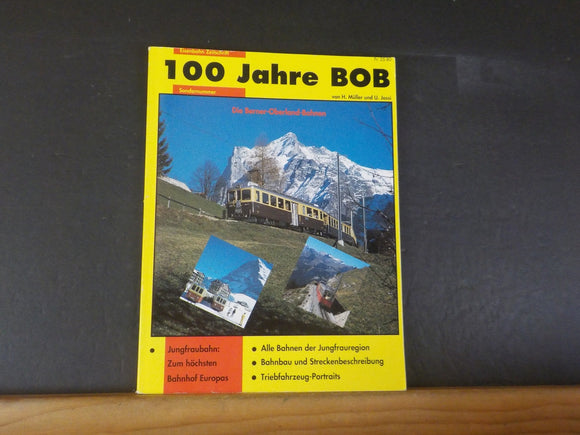 Eisenbahn Zeitschrift
100 Jahre BOB
Sondernummer
von H. Müller und U. Jossi
Die Berner-Oberland-Bahnen
Jungfraubahn:
Zum höchsten
Bahnhof Europas
• Alle Bahnen der Jungfrauregion
• Bahnbau und Streckenbeschreibung
• Triebfahrzeug-Portraits